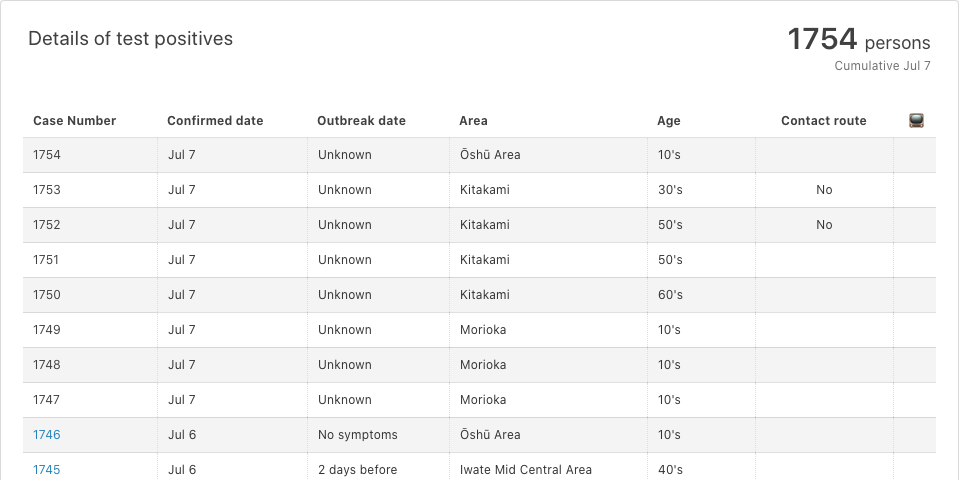 Details of test positives
1754 persons
Cumulative Jul 7
Case Number Confirmed date Outbreak date Area Age Contact route
1754 Jul 7 Unknown Ōshū Area 10's
1753 Jul 7 Unknown Kitakami 30's No
1752 Jul 7 Unknown Kitakami 50's No
1751 Jul 7 Unknown Kitakami 50's
1750 Jul 7 Unknown Kitakami 60's
1749 Jul 7 Unknown Morioka 10's
1748 Jul 7 Unknown Morioka 10's
1747 Jul 7 Unknown Morioka 10's
1746 Jul 6 No symptoms Ōshū Area 10's
1745 Jul 6 2 days before Iwate Mid Central Area 40's